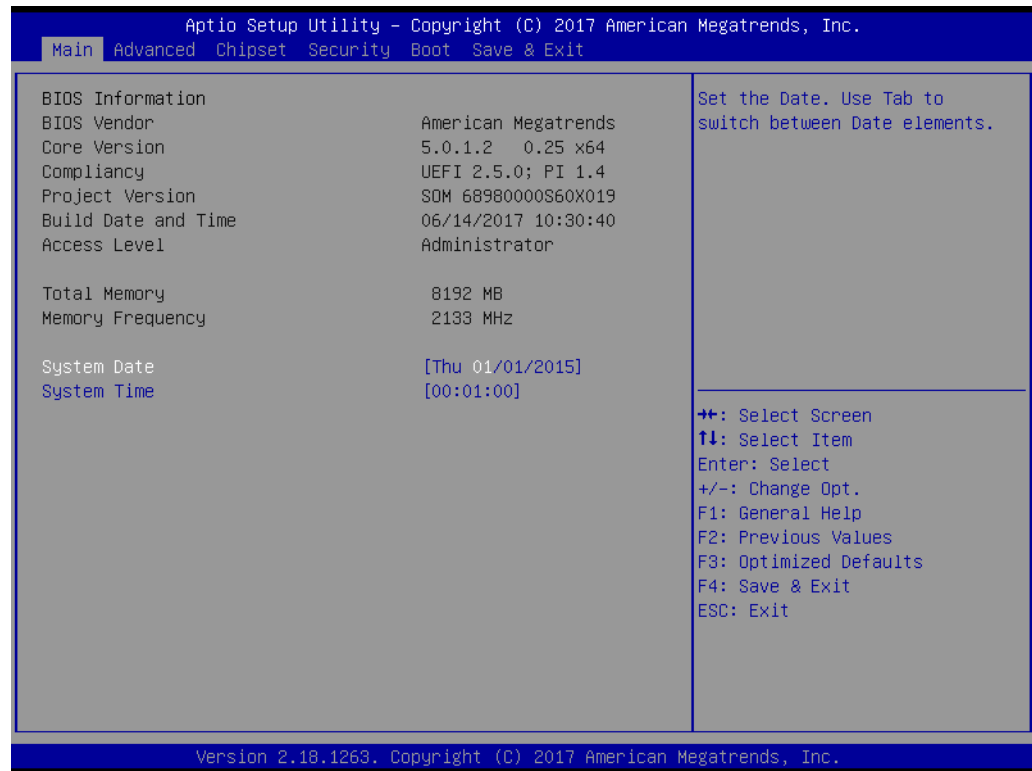 Aptio Setup Utility – Copyright (C) 2017 American Megatrends, Inc.
Main Advanced Chipset Security Boot Save & Exit
BIOS Information
BIOS Vendor American Megatrends
Core Version 5.0.1.2 0.25 x64
Compliancy UEFI 2.5.0; PI 1.4
Project Version SOM 68980000S60X019
Build Date and Time 06/14/2017 10:30:40
Access Level Administrator
Total Memory 8192 MB
Memory Frequency 2133 MHz
System Date [Thu 01/01/2015]
System Time [00:01:00]
Set the Date. Use Tab to
switch between Date elements.
→←: Select Screen
↑↓: Select Item
Enter: Select
+/-: Change Opt.
F1: General Help
F2: Previous Values
F3: Optimized Defaults
F4: Save & Exit
ESC: Exit
Version 2.18.1263. Copyright (C) 2017 American Megatrends, Inc.